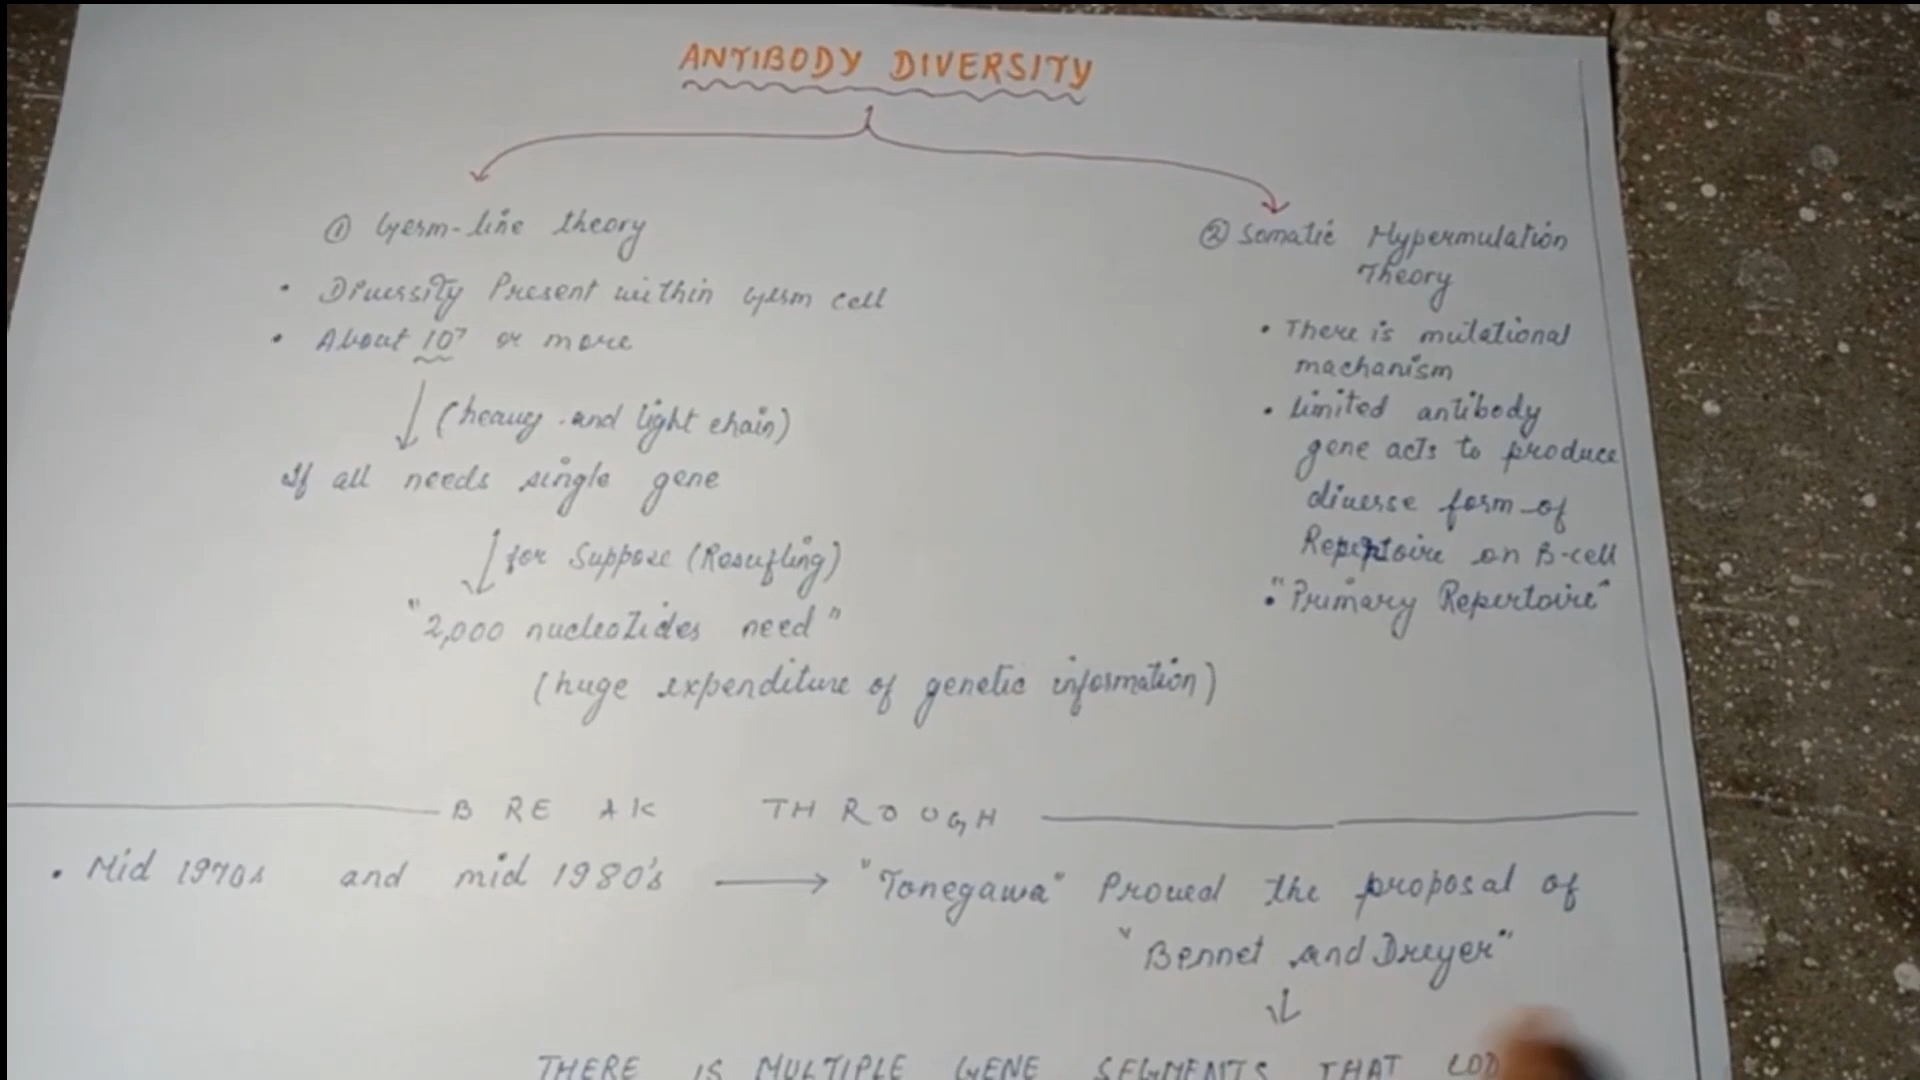 ANTIBODY DIVERSITY
① Germ-line theory
• Diversity Present within Germ cell
• About 10⁷ or more
(heavy and light chain)
If all needs single gene
for Suppose (Resufling)
"2,000 nucleotides need"
(huge expenditure of genetic information)
② Somatic Hypermulation
Theory
• There is mutational
machanism
• Limited antibody
gene acts to produce
diverse form of
Repertoire on B-cell
• "Primary Repertoire"
BREAK THROUGH
• Mid 1970s and mid 1980's → "Tonegawa" Proved the proposal of
"Bennet and Dreyer"
THERE IS MULTIPLE GENE SEGMENTS THAT